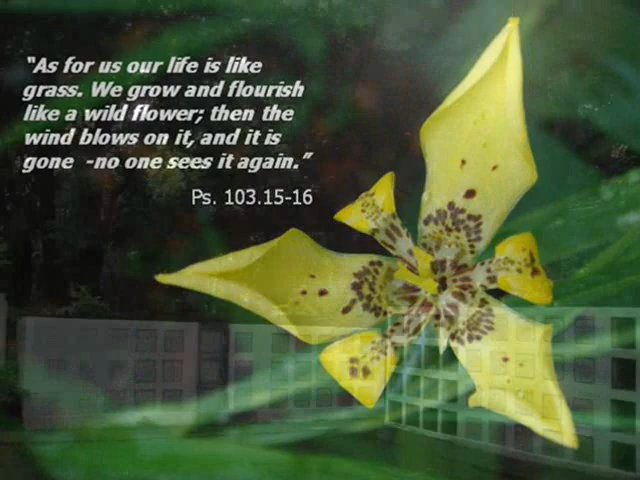 “As for us our life is like
grass. We grow and flourish
like a wild flower; then the
wind blows on it, and it is
gone -no one sees it again.”
Ps. 103.15-16